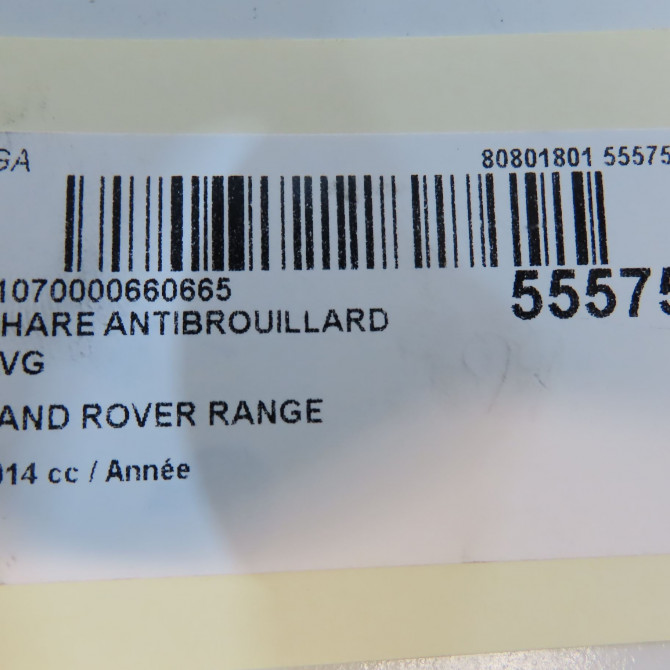 GA
80801801 55575
1070000660665
55575
HARE ANTIBROUILLARD
VG
AND ROVER RANGE
014 cc / Année